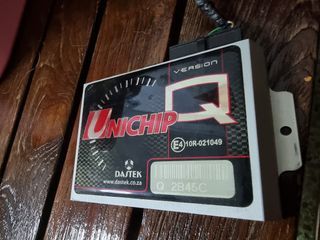 VERSION
Q
UNICHIP
E4 10R-021049
DASTEK
www.dastek.co.za
Q 2B45C